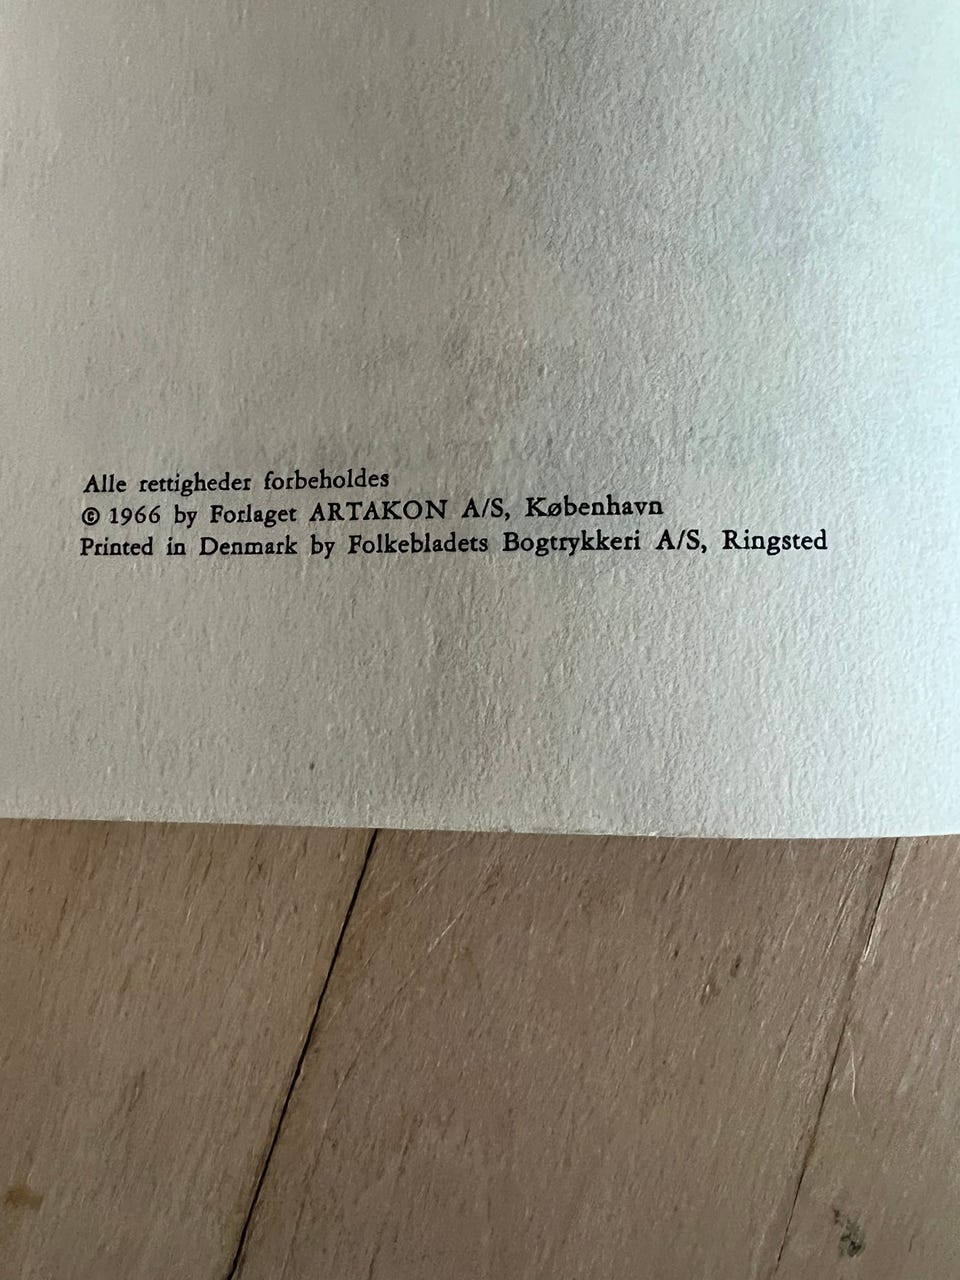 Alle rettigheder forbeholdes
© 1966 by Forlaget ARTAKON A/S, København
Printed in Denmark by Folkebladets Bogtrykkeri A/S, Ringsted